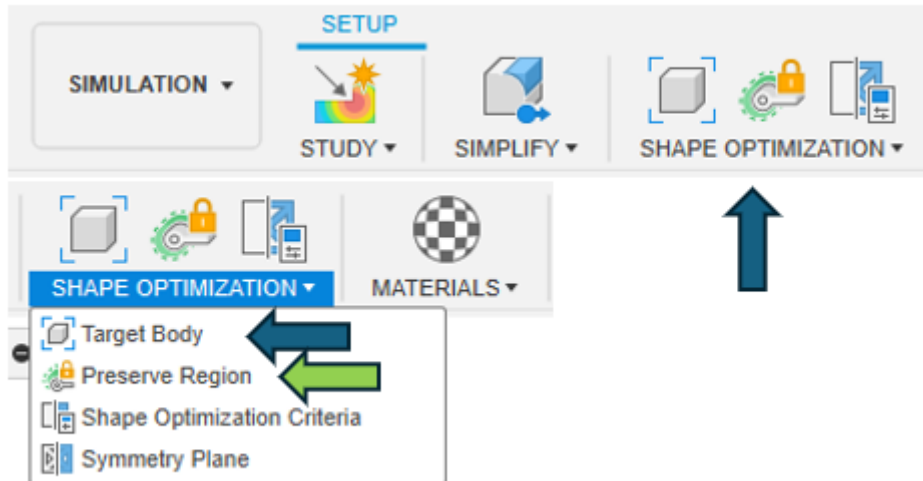 SETUP
SIMULATION
STUDY
SIMPLIFY
SHAPE OPTIMIZATION
SHAPE OPTIMIZATION
MATERIALS
Target Body
Preserve Region
Shape Optimization Criteria
Symmetry Plane